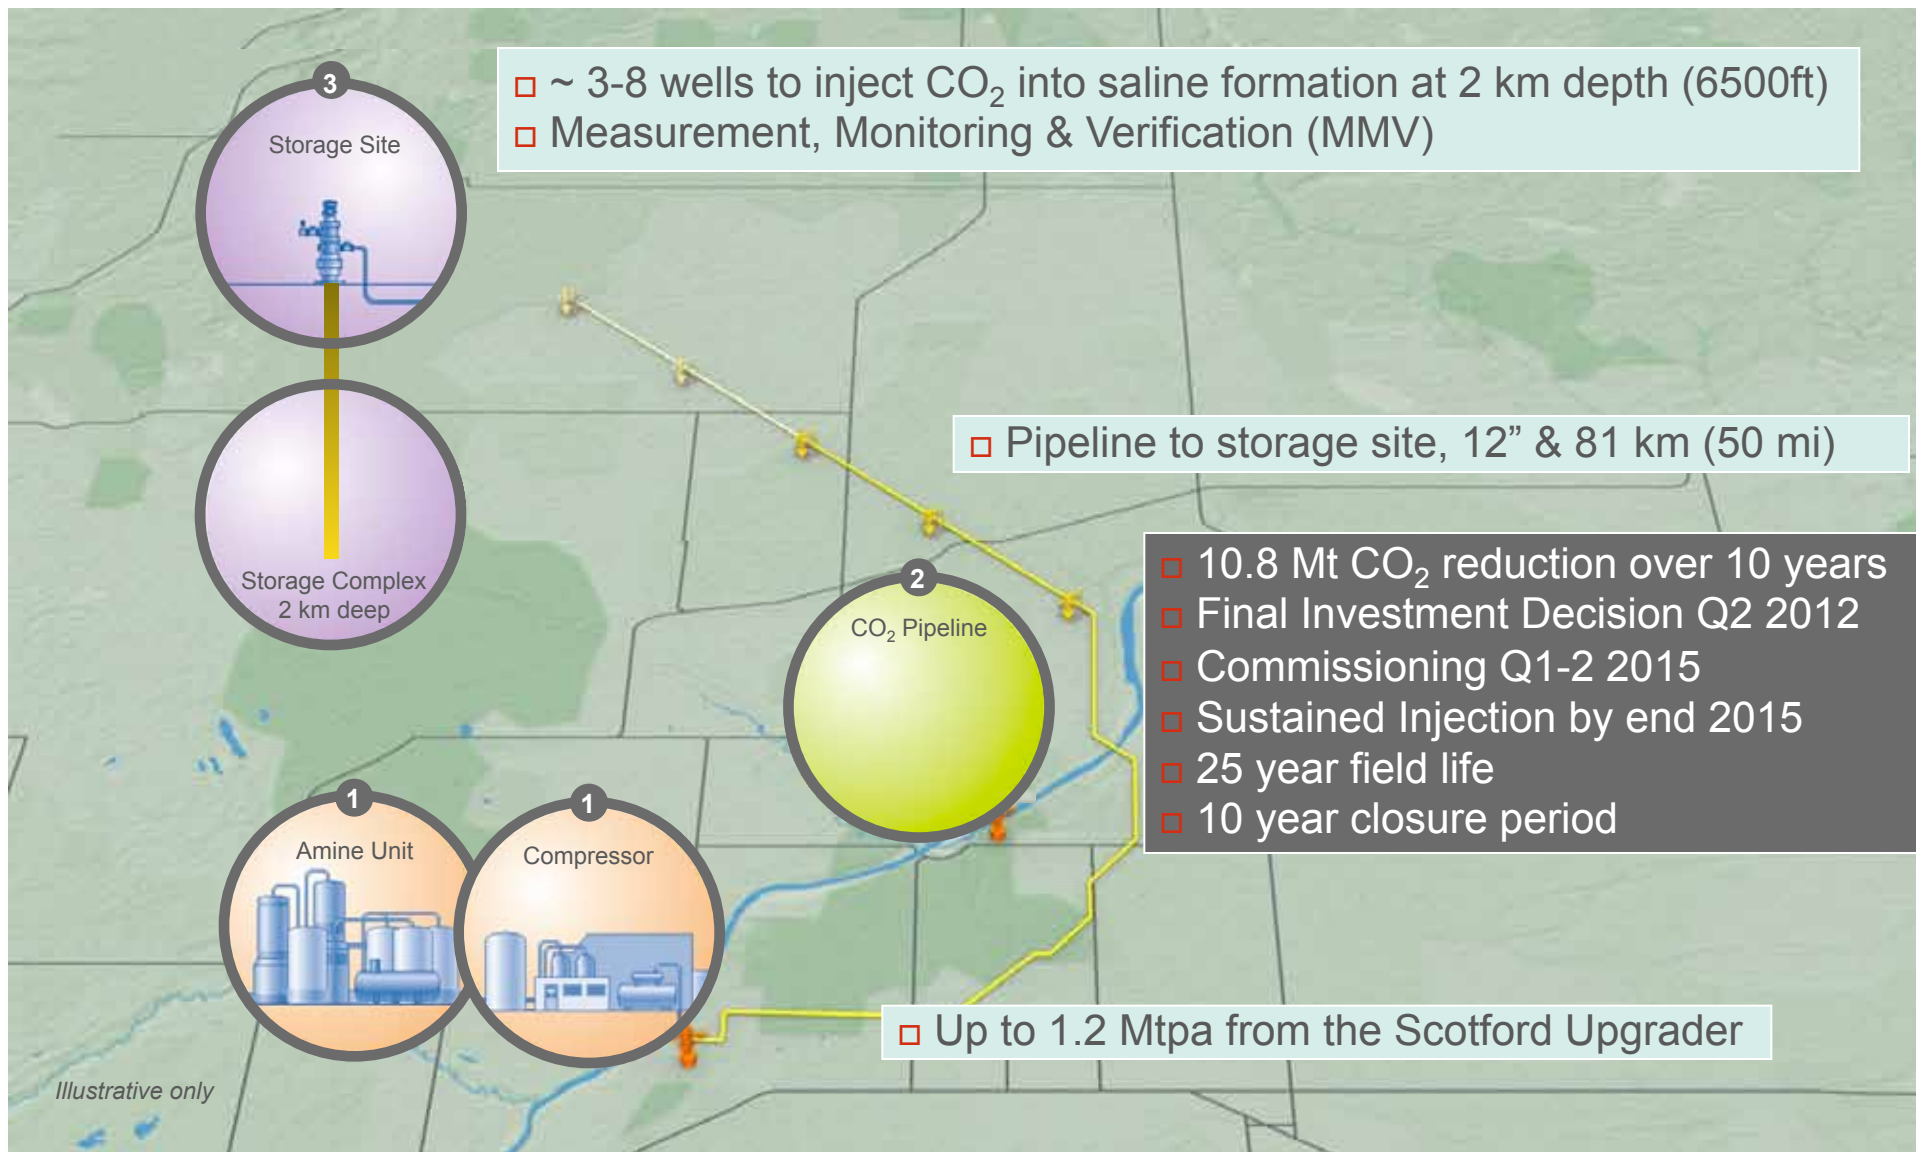 □ ~ 3-8 wells to inject CO₂ into saline formation at 2 km depth (6500ft)
□ Measurement, Monitoring & Verification (MMV)
3
Storage Site
Storage Complex
2 km deep
□ Pipeline to storage site, 12” & 81 km (50 mi)
2
CO₂ Pipeline
□ 10.8 Mt CO₂ reduction over 10 years
□ Final Investment Decision Q2 2012
□ Commissioning Q1-2 2015
□ Sustained Injection by end 2015
□ 25 year field life
□ 10 year closure period
1
Amine Unit
1
Compressor
□ Up to 1.2 Mtpa from the Scotford Upgrader
Illustrative only